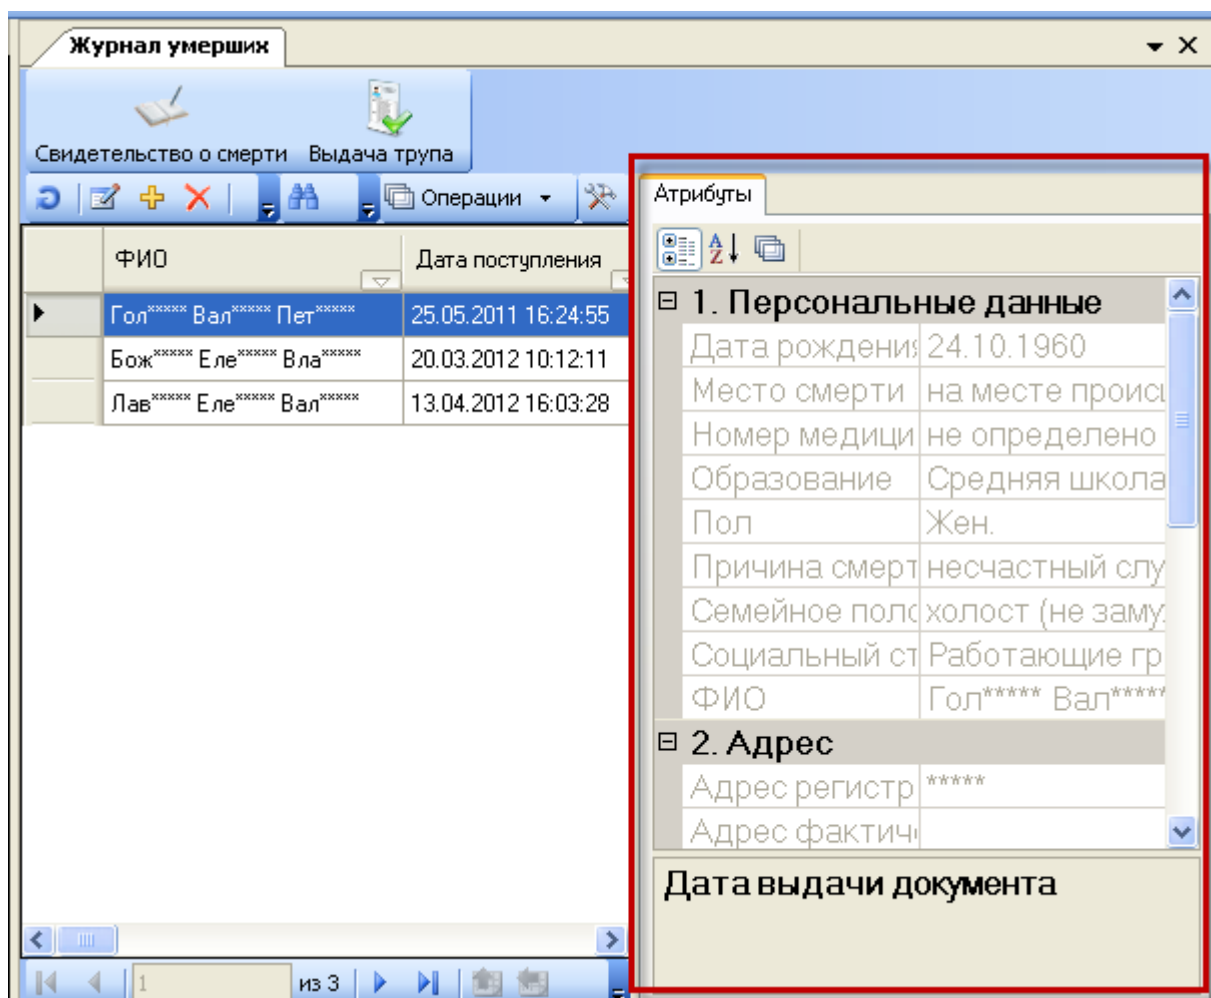 Журнал умерших
Свидетельство о смерти Выдача трупа
Операции
ФИО Дата поступления
Гол***** Вал***** Пет***** 25.05.2011 16:24:55
Бож***** Еле***** Вла***** 20.03.2012 10:12:11
Лав***** Еле***** Вал***** 13.04.2012 16:03:28
1 из 3
Атрибуты
1. Персональные данные
Дата рождения 24.10.1960
Место смерти на месте происц
Номер медици не определено
Образование Средняя школа
Пол Жен.
Причина смерт несчастный слу
Семейное поло холост (не заму
Социальный ст Работающие гр
ФИО Гол***** Вал*****
2. Адрес
Адрес регистр *****
Адрес фактич
Дата выдачи документа